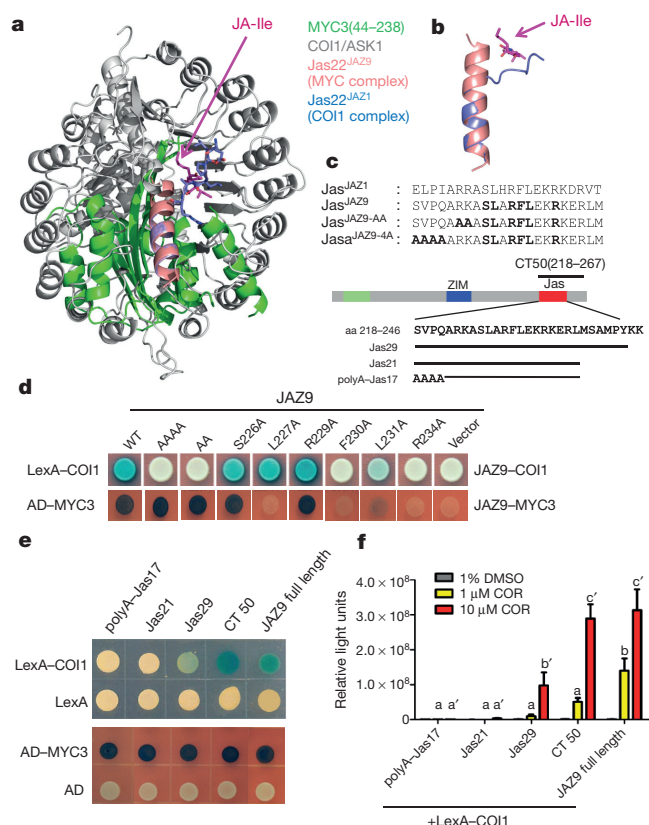 a
JA-Ile
MYC3(44–238)
COI1/ASK1
Jas22JAZ9
(MYC complex)
Jas22JAZ1
(COI1 complex)
b
JA-Ile
c
JasJAZ1 : ELPIARRASLHRFLEKRKDRVT
JasJAZ9 : SVPQARKASLARFLEKRKERLM
JasJAZ9-AA : SVPQAAAASLARFLEKRKERLM
JasaJAZ9-4A : AAAAARKASLARFLEKRKERLM
CT50(218–267)
ZIM Jas
aa 218–246 SVPQARKASLARFLEKRKERLMSAMPYKK
Jas29
Jas21
polyA–Jas17 AAAA
d
JAZ9
WT AAAA AA S226A L227A R229A F230A L231A R234A Vector
LexA–COI1 JAZ9–COI1
AD–MYC3 JAZ9–MYC3
e
polyA–Jas17 Jas21 Jas29 CT 50 JAZ9 full length
LexA–COI1
LexA
AD–MYC3
AD
f
Relative light units
4.0 × 10⁸
3.0 × 10⁸
2.0 × 10⁸
1.0 × 10⁸
0
1% DMSO
1 μM COR
10 μM COR
a a′ a a′ a b′ a c′ b c′
polyA–Jas17 Jas21 Jas29 CT 50 JAZ9 full length
+LexA–COI1